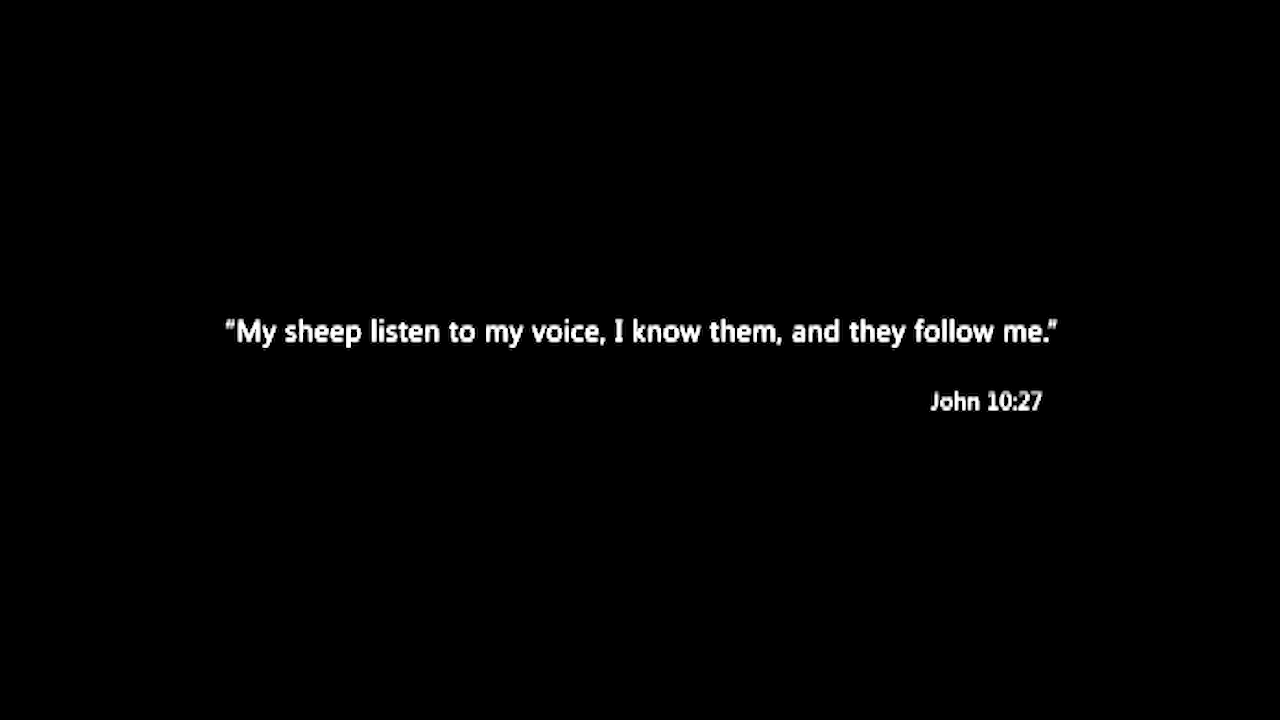 “My sheep listen to my voice, I know them, and they follow me.”
John 10:27